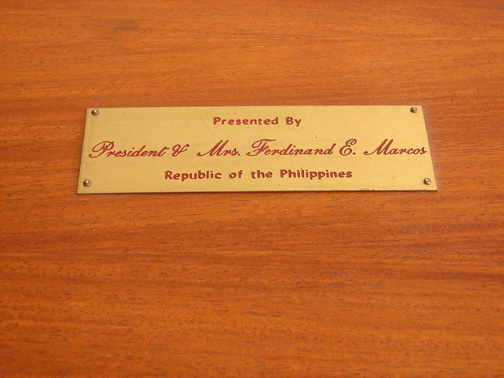 Presented By
President & Mrs. Ferdinand E. Marcos
Republic of the Philippines